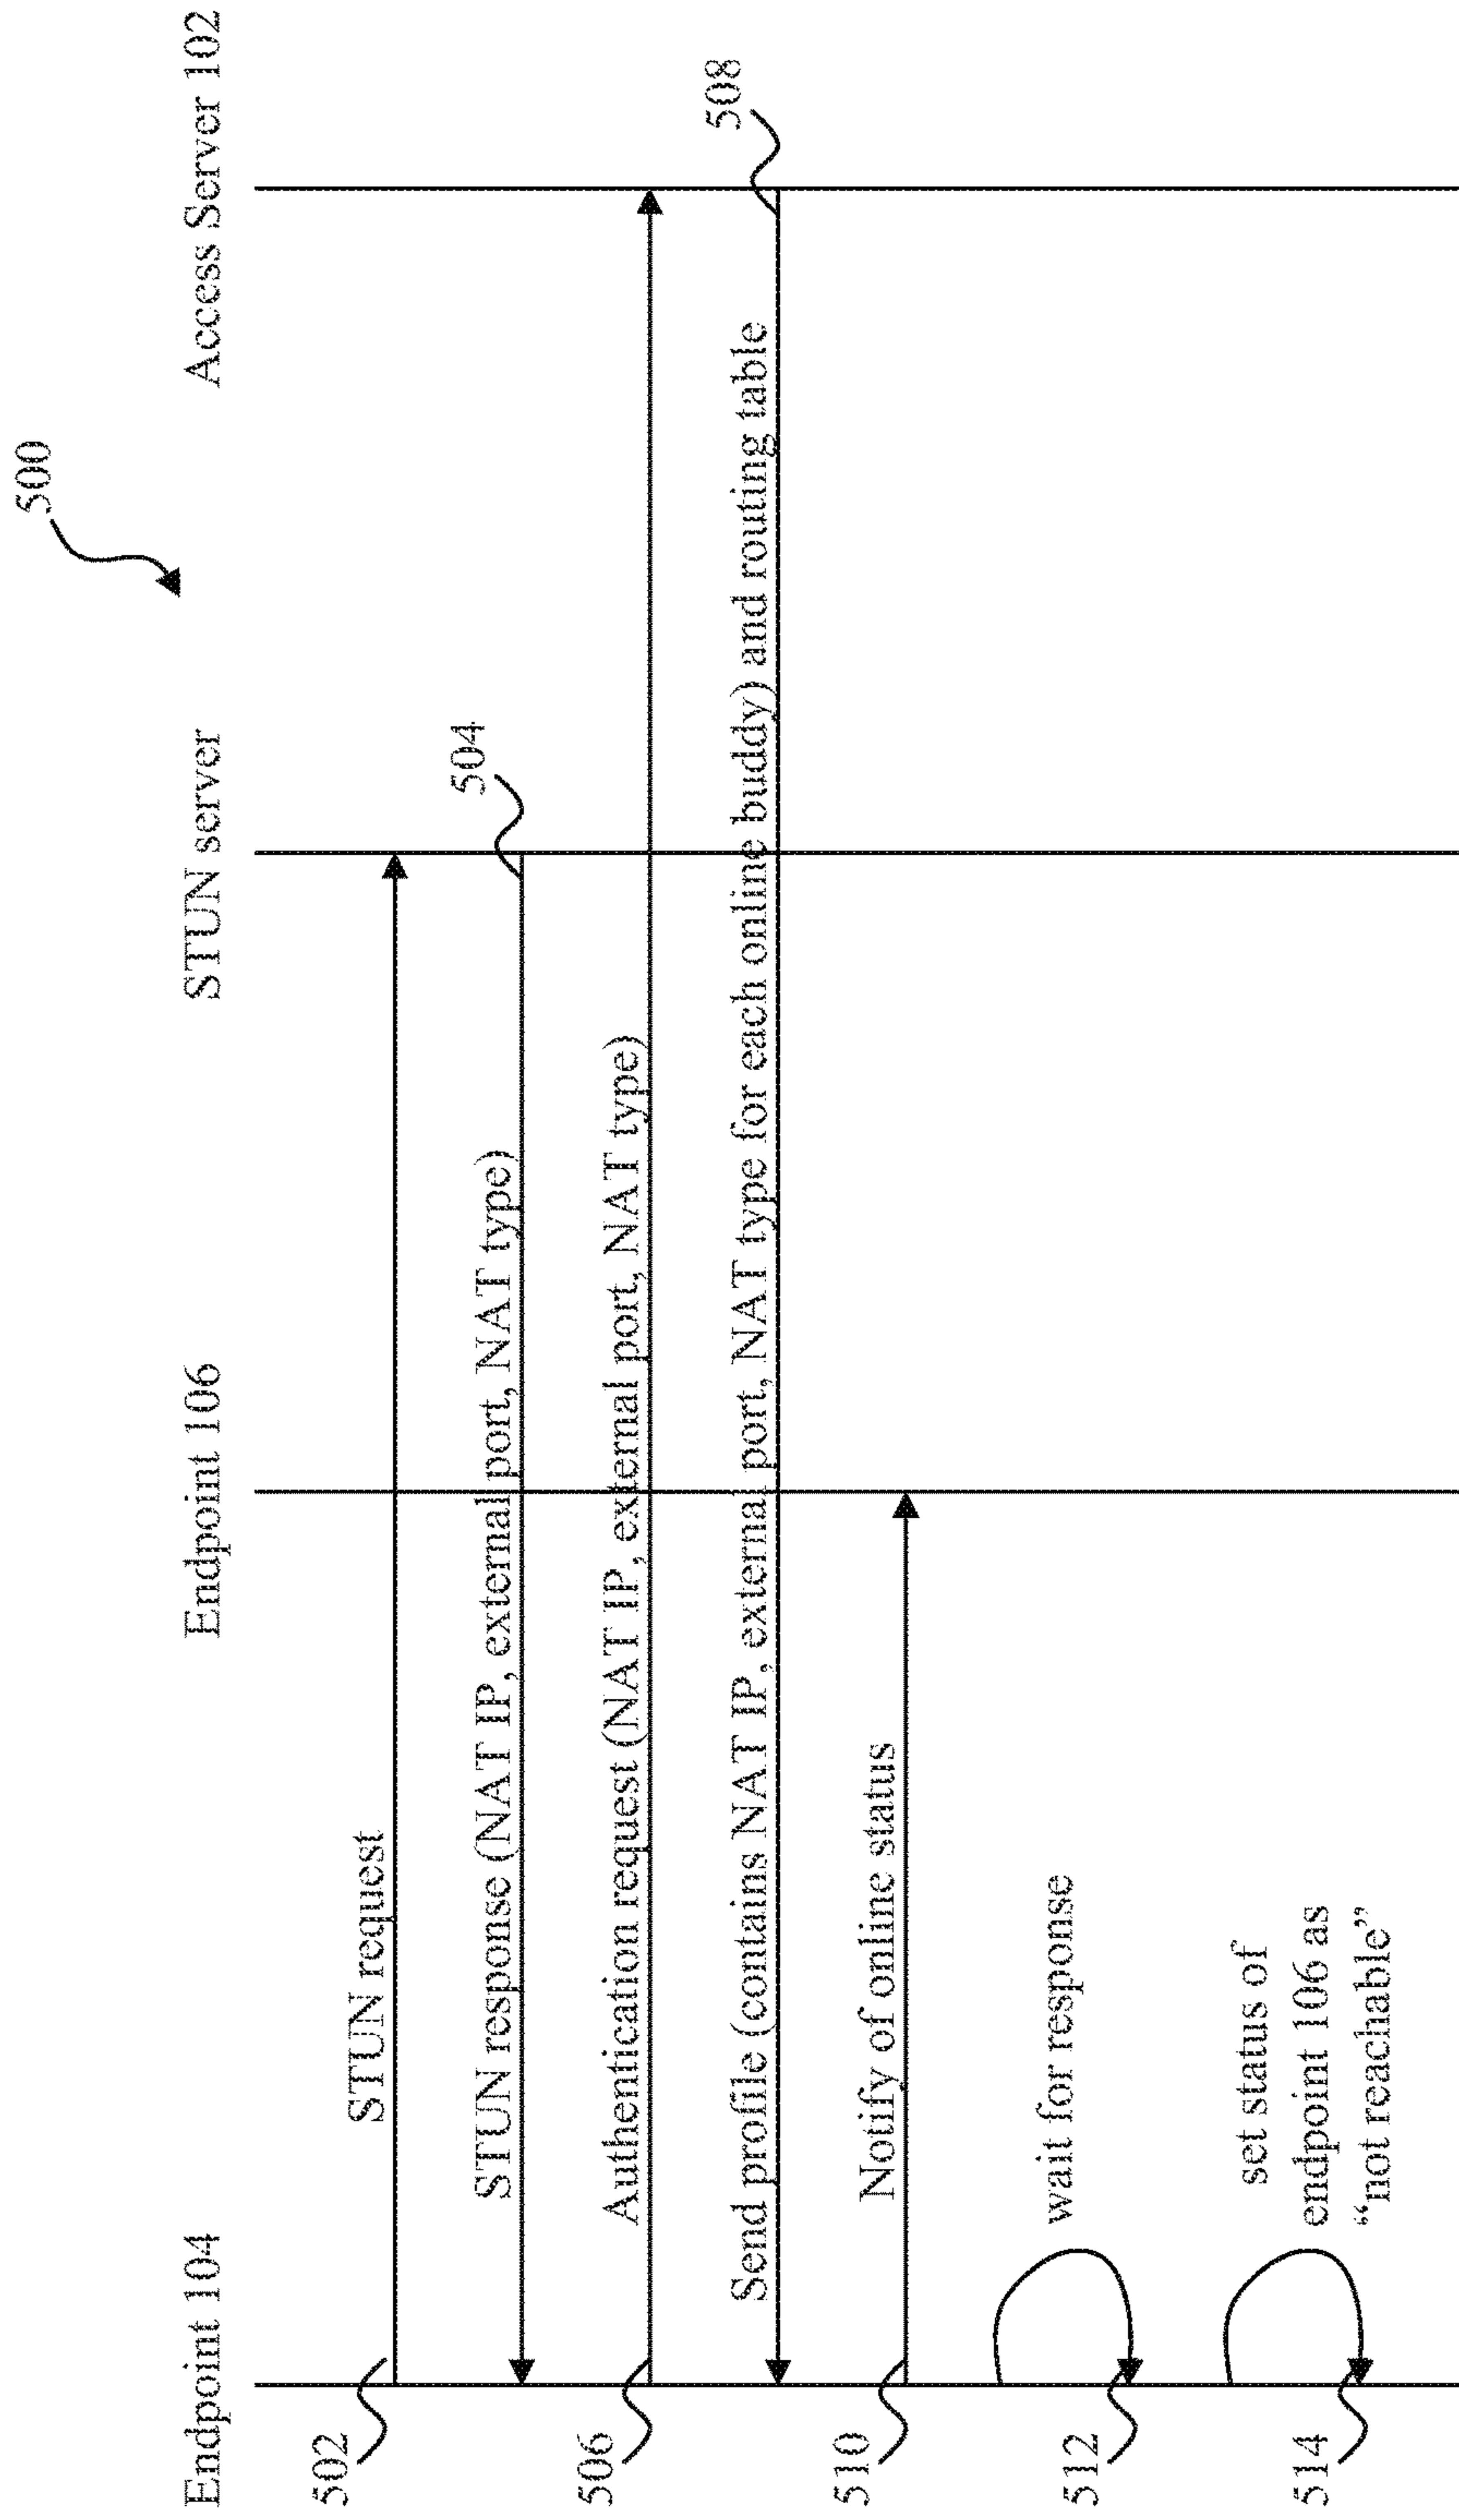 500
Endpoint 104
Endpoint 106
STUN server
Access Server 102
502
STUN request
STUN response (NAT IP, external port, NAT type)
504
506
Authentication request (NAT IP, external port, NAT type)
Send profile (contains NAT IP, external port, NAT type for each online buddy) and routing table
508
510
Notify of online status
512
wait for response
514
set status of
endpoint 106 as
“not reachable”